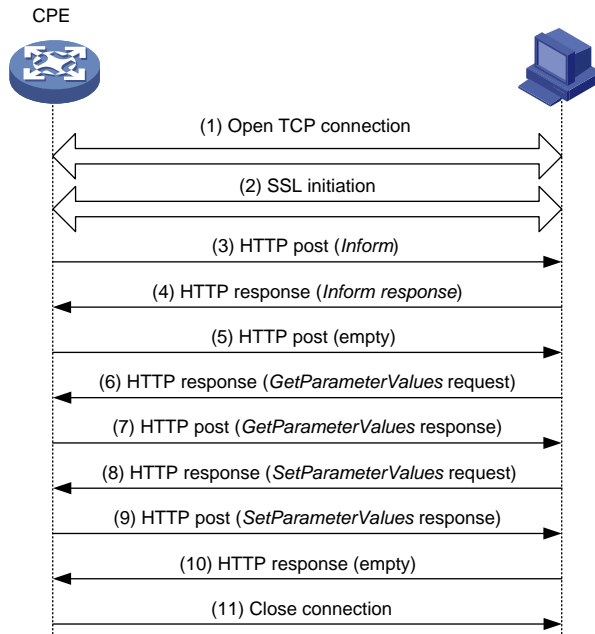 CPE
(1) Open TCP connection
(2) SSL initiation
(3) HTTP post (Inform)
(4) HTTP response (Inform response)
(5) HTTP post (empty)
(6) HTTP response (GetParameterValues request)
(7) HTTP post (GetParameterValues response)
(8) HTTP response (SetParameterValues request)
(9) HTTP post (SetParameterValues response)
(10) HTTP response (empty)
(11) Close connection